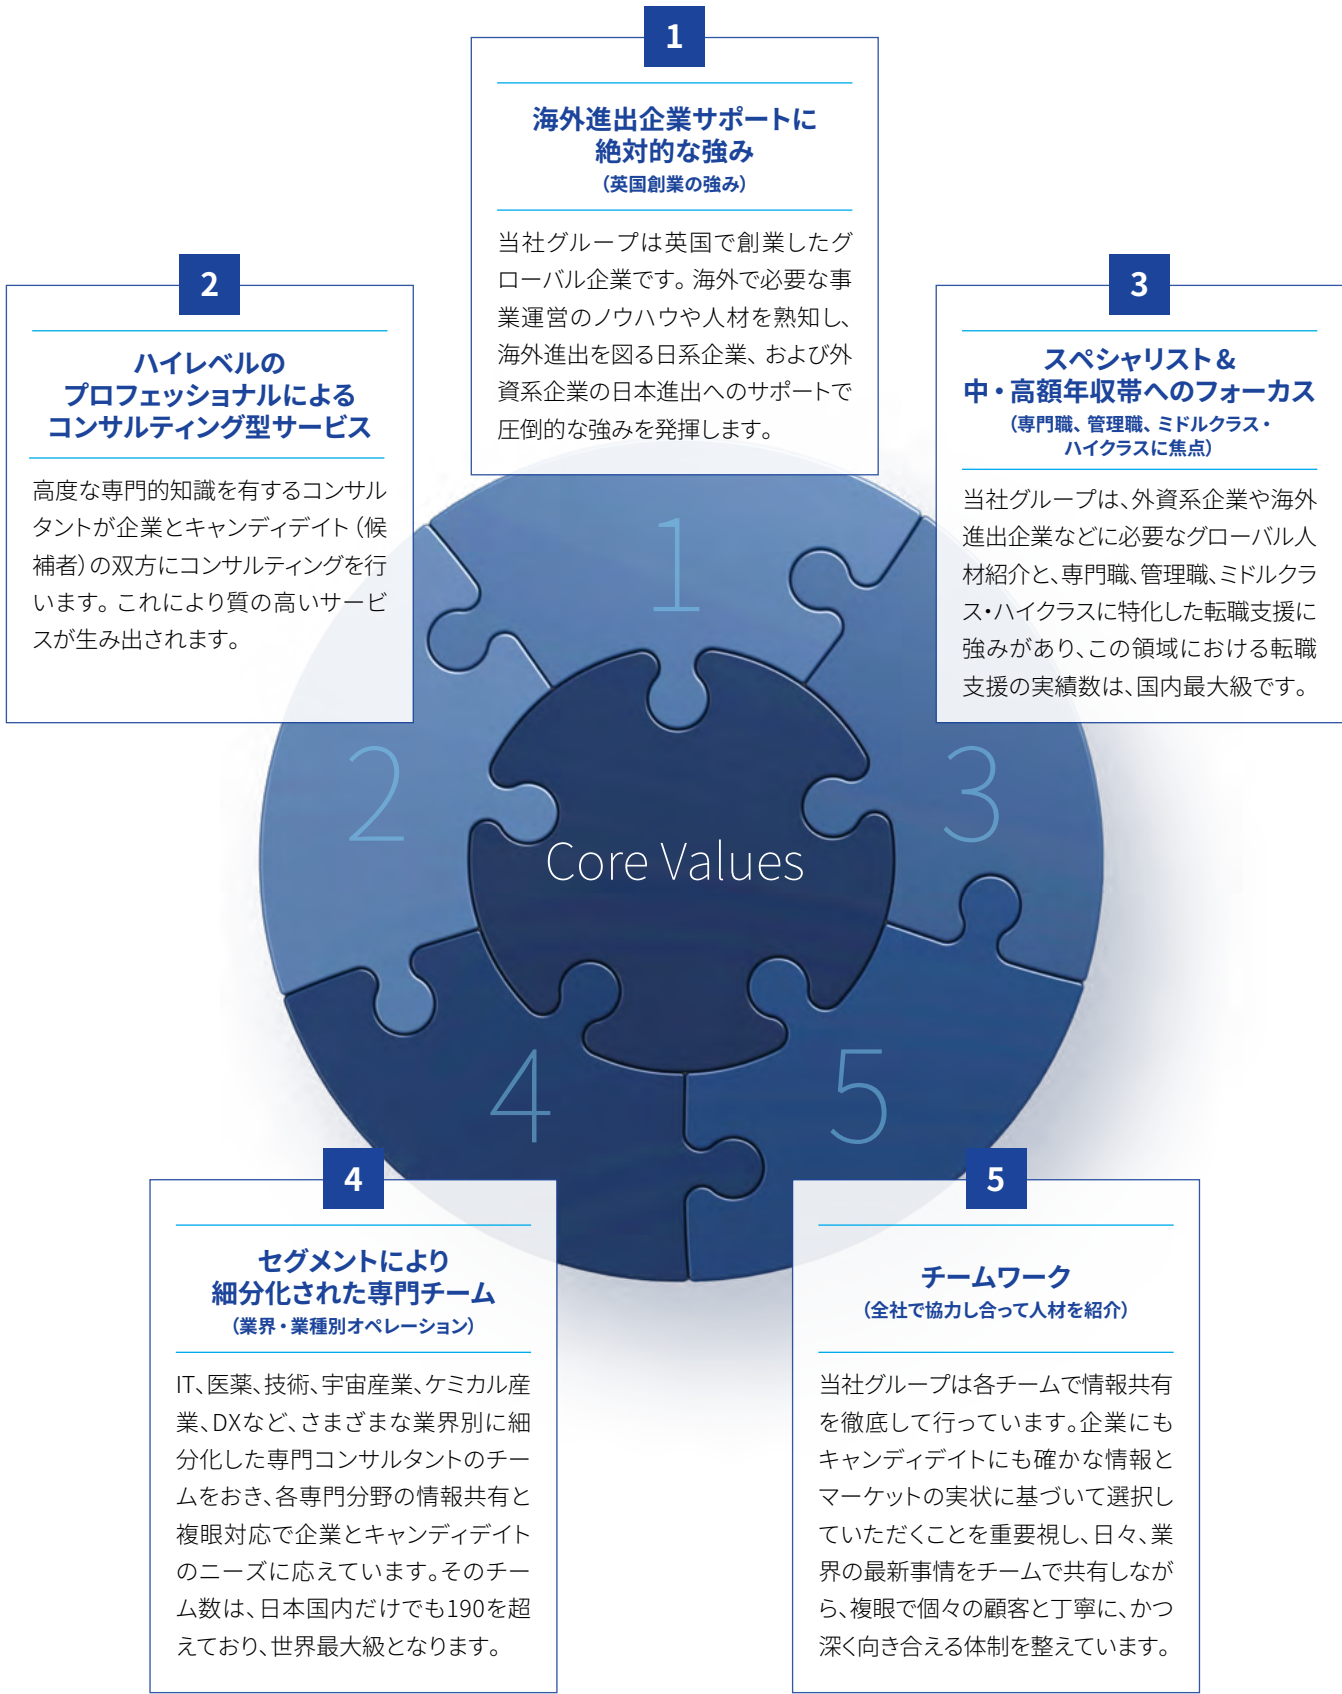 1
海外進出企業サポートに
絶対的な強み
(英国創業の強み)
当社グループは英国で創業したグ
ローバル企業です。海外で必要な事
業運営のノウハウや人材を熟知し、
海外進出を図る日系企業、および外
資系企業の日本進出へのサポートで
圧倒的な強みを発揮します。
2
ハイレベルの
プロフェッショナルによる
コンサルティング型サービス
高度な専門的知識を有するコンサル
タントが企業とキャンディデイト(候
補者)の双方にコンサルティングを行
います。これにより質の高いサービ
スが生み出されます。
3
スペシャリスト&
中・高額年収帯へのフォーカス
(専門職、管理職、ミドルクラス・
ハイクラスに焦点)
当社グループは、外資系企業や海外
進出企業などに必要なグローバル人
材紹介と、専門職、管理職、ミドルクラ
ス・ハイクラスに特化した転職支援に
強みがあり、この領域における転職
支援の実績数は、国内最大級です。
1
2
3
Core Values
4
5
4
セグメントにより
細分化された専門チーム
(業界・業種別オペレーション)
IT、医薬、技術、宇宙産業、ケミカル産
業、DXなど、さまざまな業界別に細
分化した専門コンサルタントのチー
ムをおき、各専門分野の情報共有と
複眼対応で企業とキャンディデイト
のニーズに応えています。そのチー
ム数は、日本国内だけでも190を超
えており、世界最大級となります。
5
チームワーク
(全社で協力し合って人材を紹介)
当社グループは各チームで情報共有
を徹底して行っています。企業にも
キャンディデイトにも確かな情報と
マーケットの実状に基づいて選択し
ていただくことを重要視し、日々、業
界の最新事情をチームで共有しなが
ら、複眼で個々の顧客と丁寧に、かつ
深く向き合える体制を整えています。